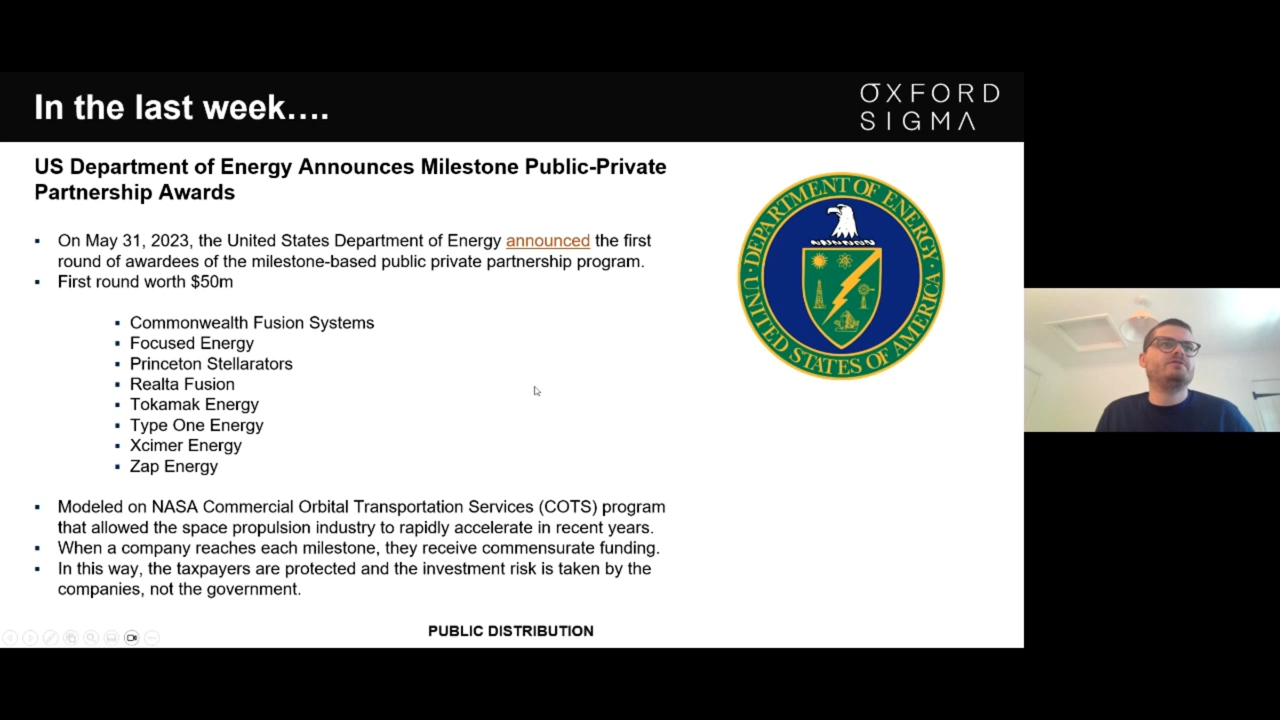 In the last week....
OXFORD
SIGMA
US Department of Energy Announces Milestone Public-Private
Partnership Awards
▪ On May 31, 2023, the United States Department of Energy announced the first
round of awardees of the milestone-based public private partnership program.
▪ First round worth $50m
▪ Commonwealth Fusion Systems
▪ Focused Energy
▪ Princeton Stellarators
▪ Realta Fusion
▪ Tokamak Energy
▪ Type One Energy
▪ Xcimer Energy
▪ Zap Energy
▪ Modeled on NASA Commercial Orbital Transportation Services (COTS) program
that allowed the space propulsion industry to rapidly accelerate in recent years.
▪ When a company reaches each milestone, they receive commensurate funding.
▪ In this way, the taxpayers are protected and the investment risk is taken by the
companies, not the government.
DEPARTMENT OF ENERGY
UNITED STATES OF AMERICA
PUBLIC DISTRIBUTION